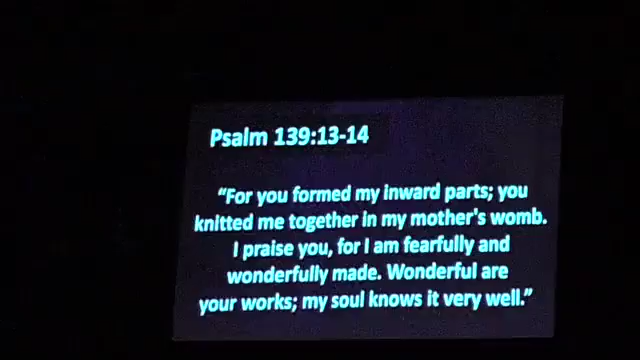 Psalm 139:13-14
“For you formed my inward parts; you
knitted me together in my mother's womb.
I praise you, for I am fearfully and
wonderfully made. Wonderful are
your works; my soul knows it very well.”